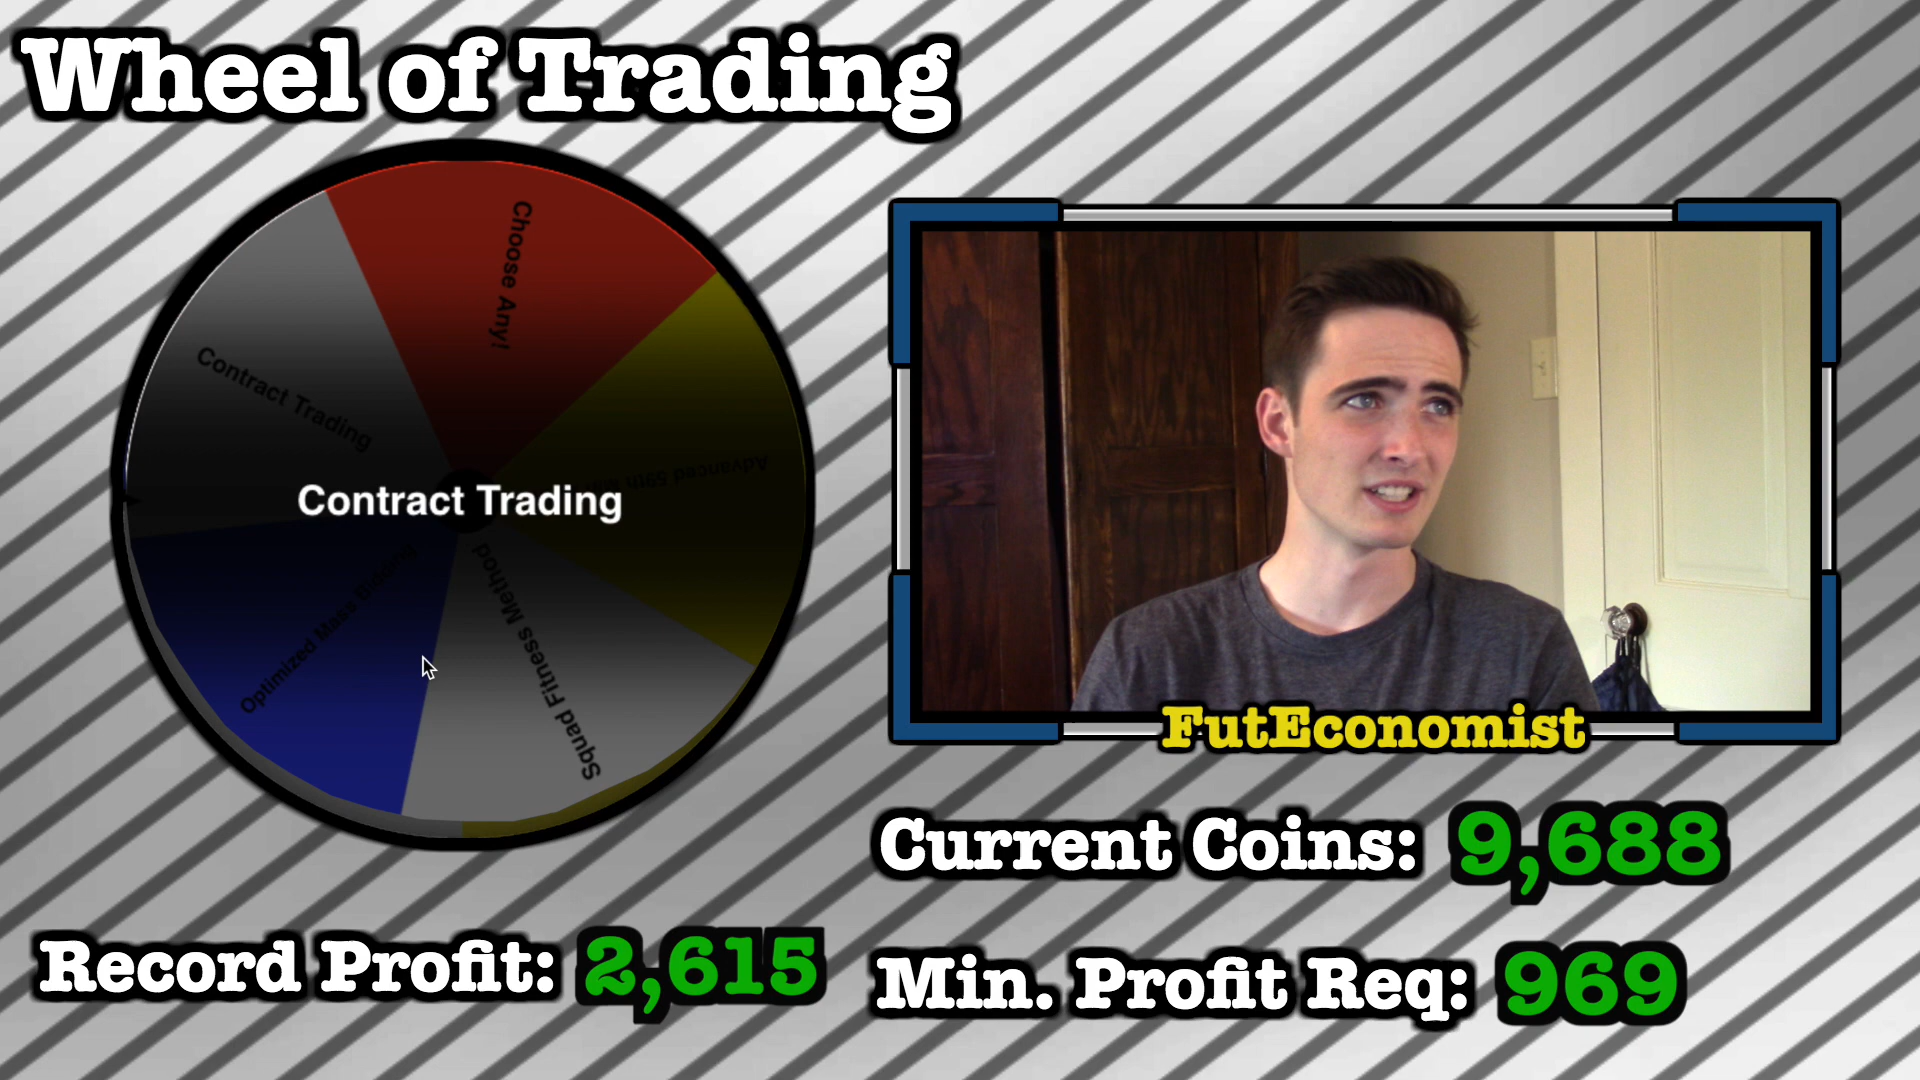 Wheel of Trading
Choose Any!
Contract Trading
Advanced 59th
Contract Trading
Optimized Mass Bidding
Squad Fitness Method
FutEconomist
Current Coins: 9,688
Record Profit: 2,615
Min. Profit Req: 969